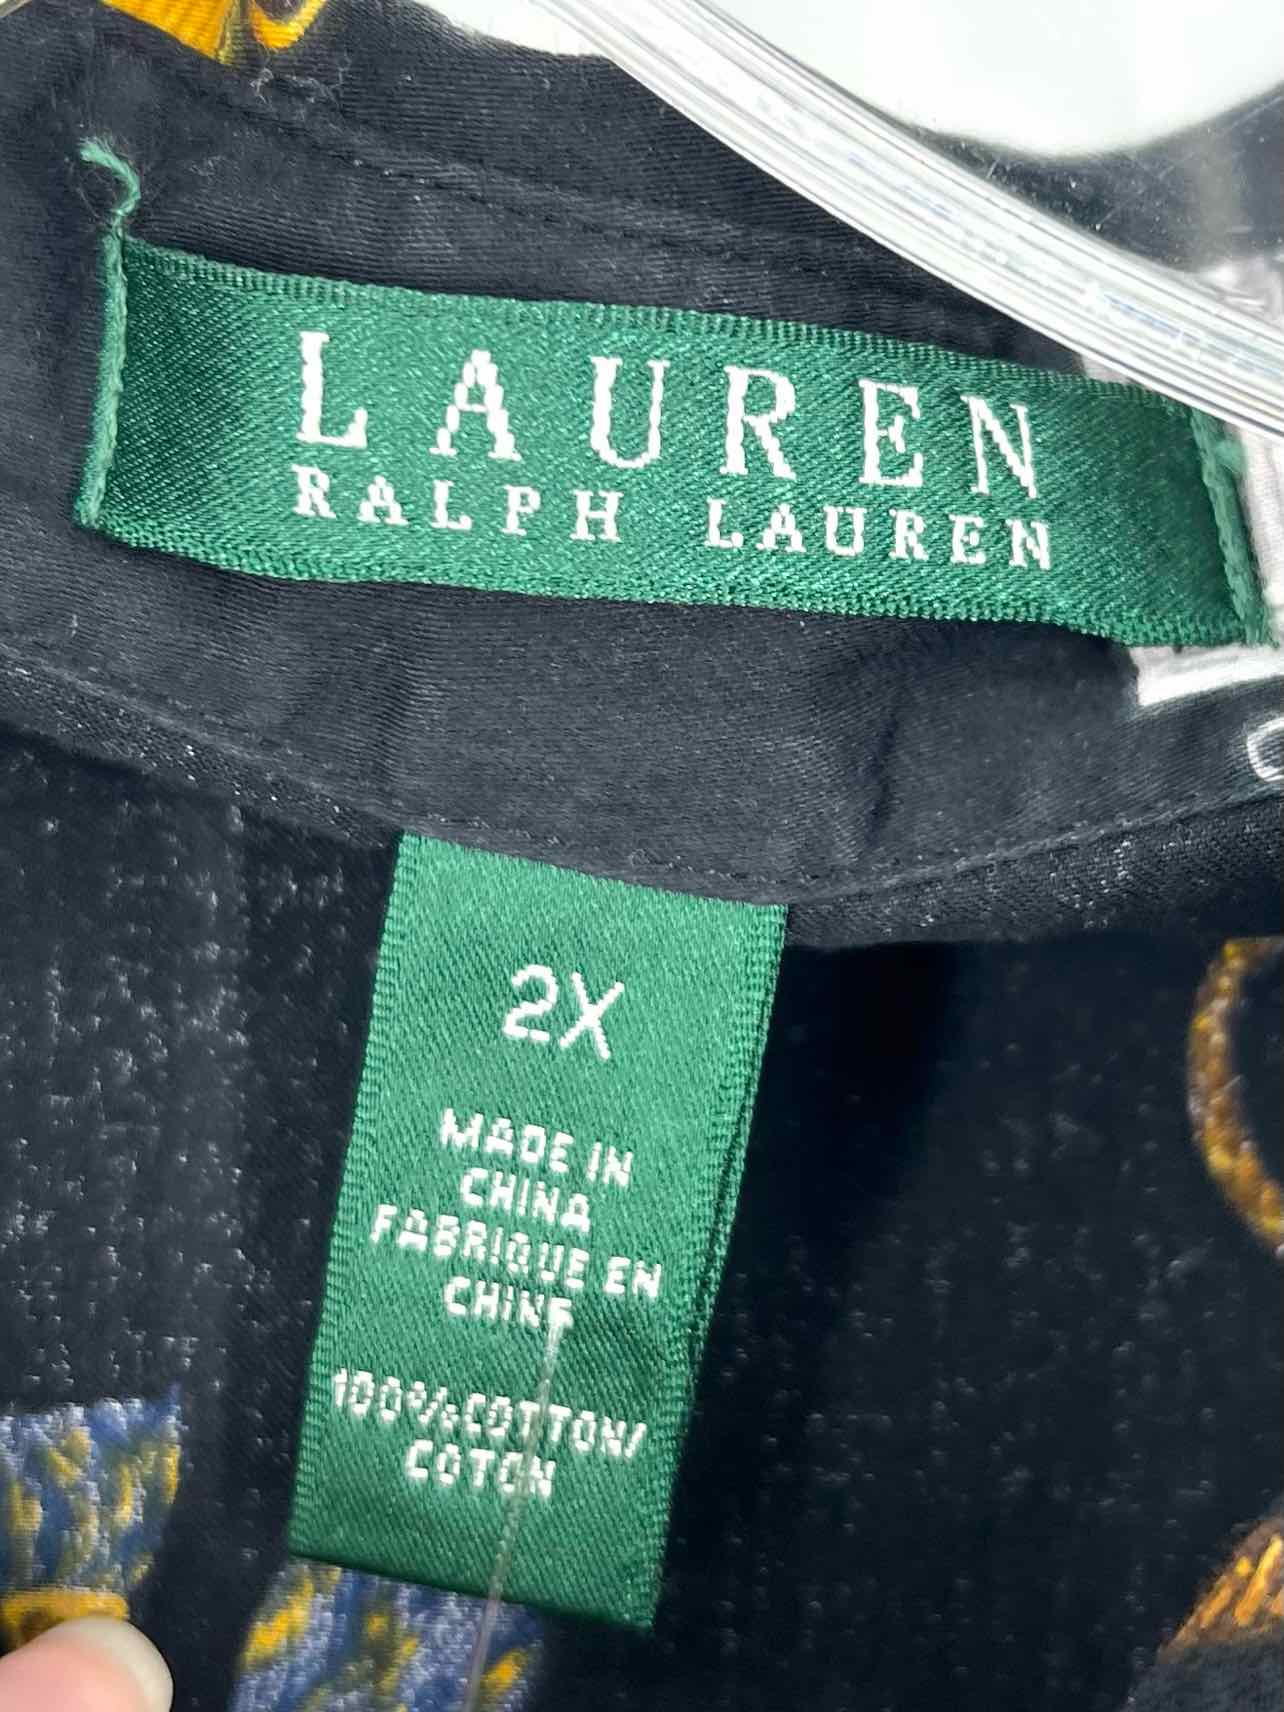 LAUREN
RALPH LAUREN
2X
MADE IN
CHINA
FABRIQUE EN
CHINE
100%COTTON/
COTON